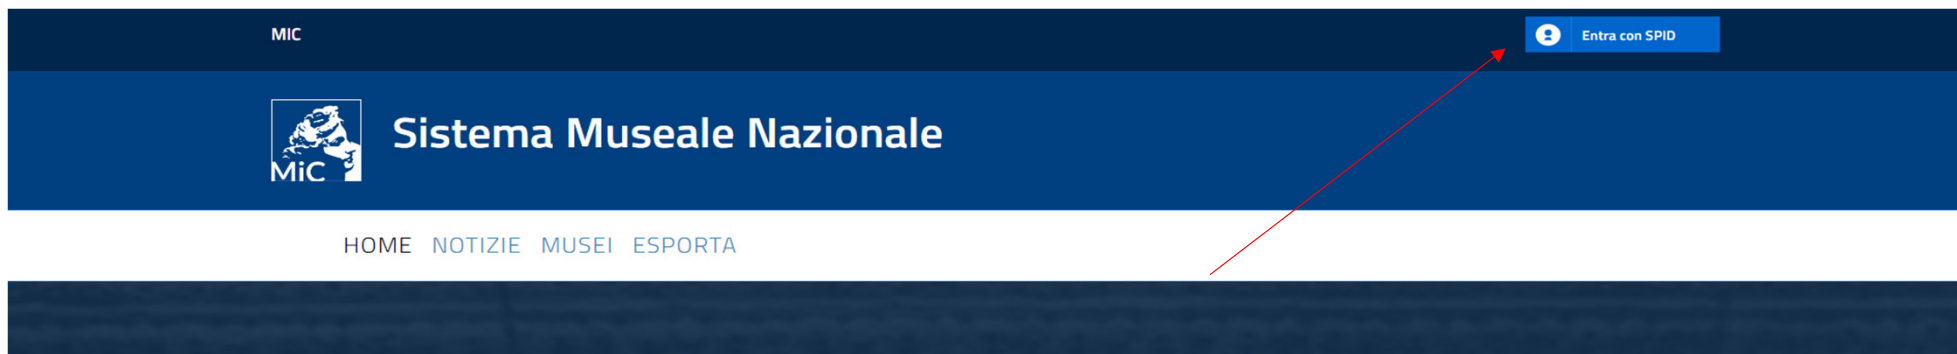 MIC
Entra con SPID
MiC
Sistema Museale Nazionale
HOME NOTIZIE MUSEI ESPORTA